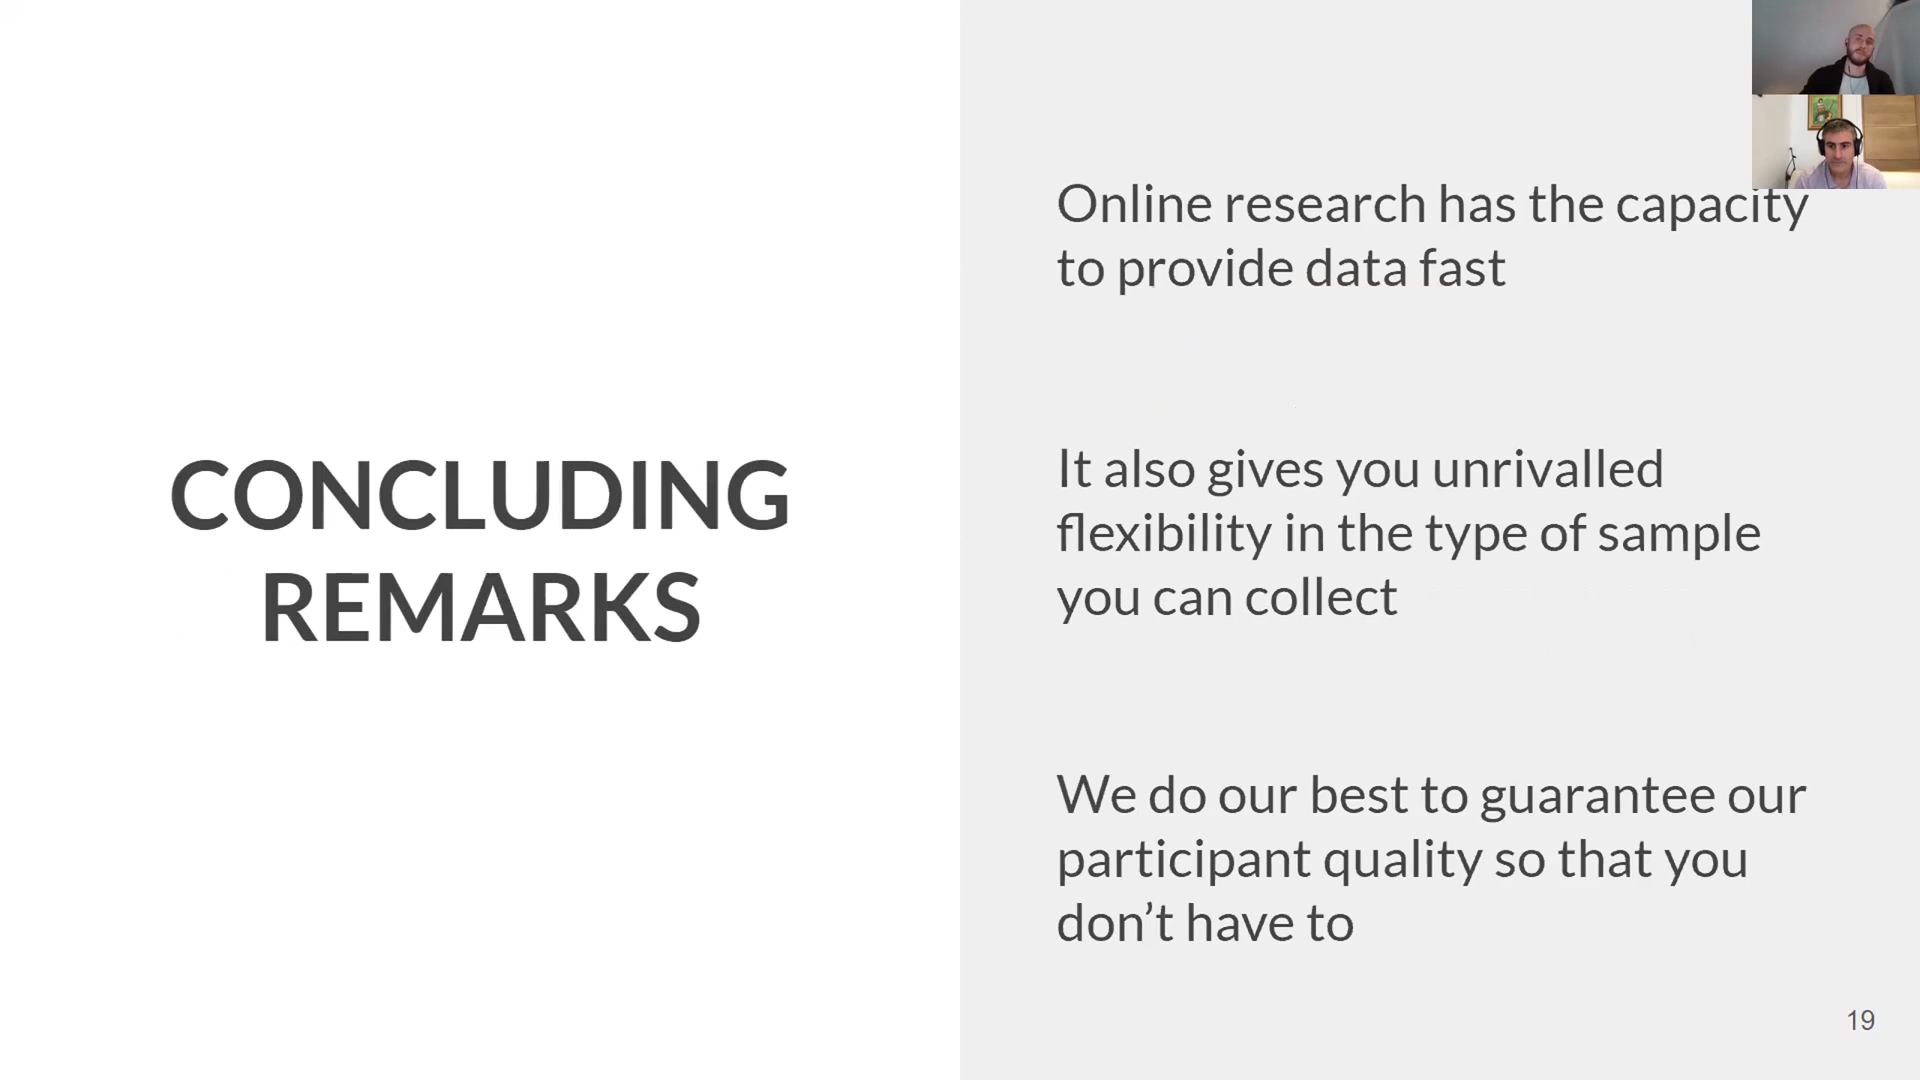 CONCLUDING
REMARKS
Online research has the capacity
to provide data fast
It also gives you unrivalled
flexibility in the type of sample
you can collect
We do our best to guarantee our
participant quality so that you
don’t have to
19